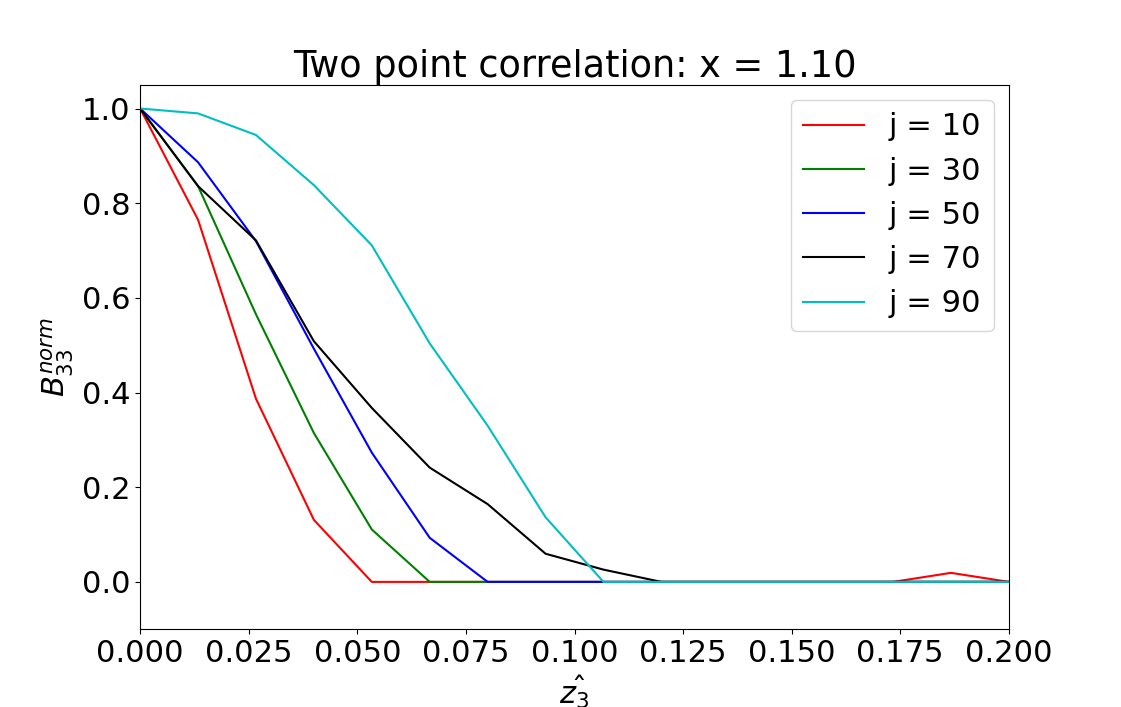 Two point correlation: x = 1.10
1.0
0.8
0.6
0.4
0.2
0.0
B_{33}^{norm}
j = 10
j = 30
j = 50
j = 70
j = 90
0.000 0.025 0.050 0.075 0.100 0.125 0.150 0.175 0.200
\hat{z_3}